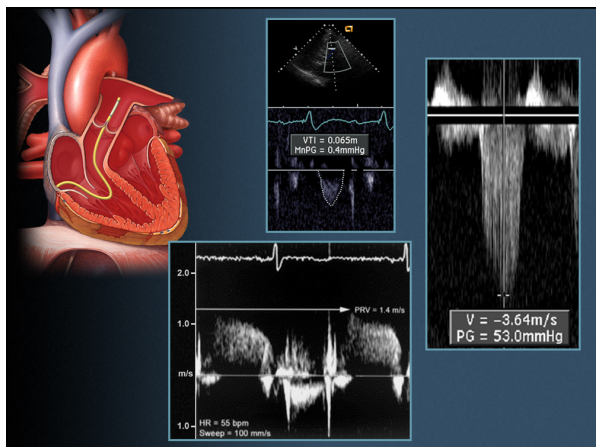 VTI = 0.065m
MnPG = 0.4mmHg
V = -3.64m/s
PG = 53.0mmHg
2.0
PRV = 1.4 m/s
1.0
m/s
HR = 55 bpm
1.0
Sweep = 100 mm/s